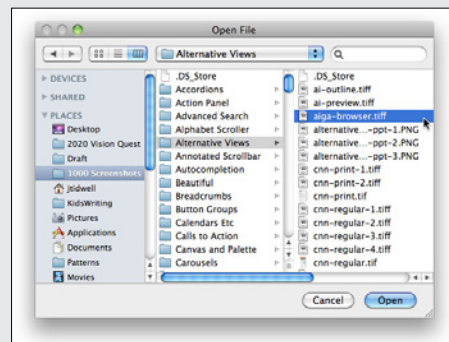 Open File
Alternative Views
DEVICES
SHARED
PLACES
Desktop
2020 Vision Quest
Draft
1000 Screenshots
jtidwell
KidsWriting
Pictures
Applications
Documents
Patterns
Movies
.DS_Store
Accordions
Action Panel
Advanced Search
Alphabet Scroller
Alternative Views
Annotated Scrollbar
Autocompletion
Beautiful
Breadcrumbs
Button Groups
Calendars Etc
Calls to Action
Canvas and Palette
Carousels
.DS_Store
ai-outline.tiff
ai-preview.tiff
aiga-browser.tiff
alternative...-ppt-1.PNG
alternative...-ppt-2.PNG
alternative...-ppt-3.PNG
cnn-print-1.tiff
cnn-print-2.tiff
cnn-print.tif
cnn-regular-1.tiff
cnn-regular-2.tiff
cnn-regular-3.tiff
cnn-regular-4.tiff
cnn-regular.tif
Cancel
Open